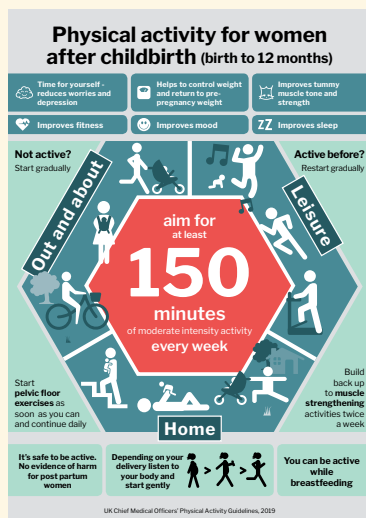 Physical activity for women
after childbirth (birth to 12 months)
Time for yourself -
reduces worries and
depression
Helps to control weight
and return to pre-
pregnancy weight
Improves tummy
muscle tone and
strength
Improves fitness
Improves mood
ZZ Improves sleep
Not active?
Start gradually
Active before?
Restart gradually
Out and about
Leisure
aim for
at least
150
minutes
of moderate intensity activity
every week
Start
pelvic floor
exercises as
soon as you can
and continue daily
Build
back up
to muscle
strengthening
activities twice
a week
Home
It's safe to be active.
No evidence of harm
for post partum
women
Depending on your
delivery listen to
your body and
start gently
> >
You can be active
while
breastfeeding
UK Chief Medical Officers' Physical Activity Guidelines, 2019